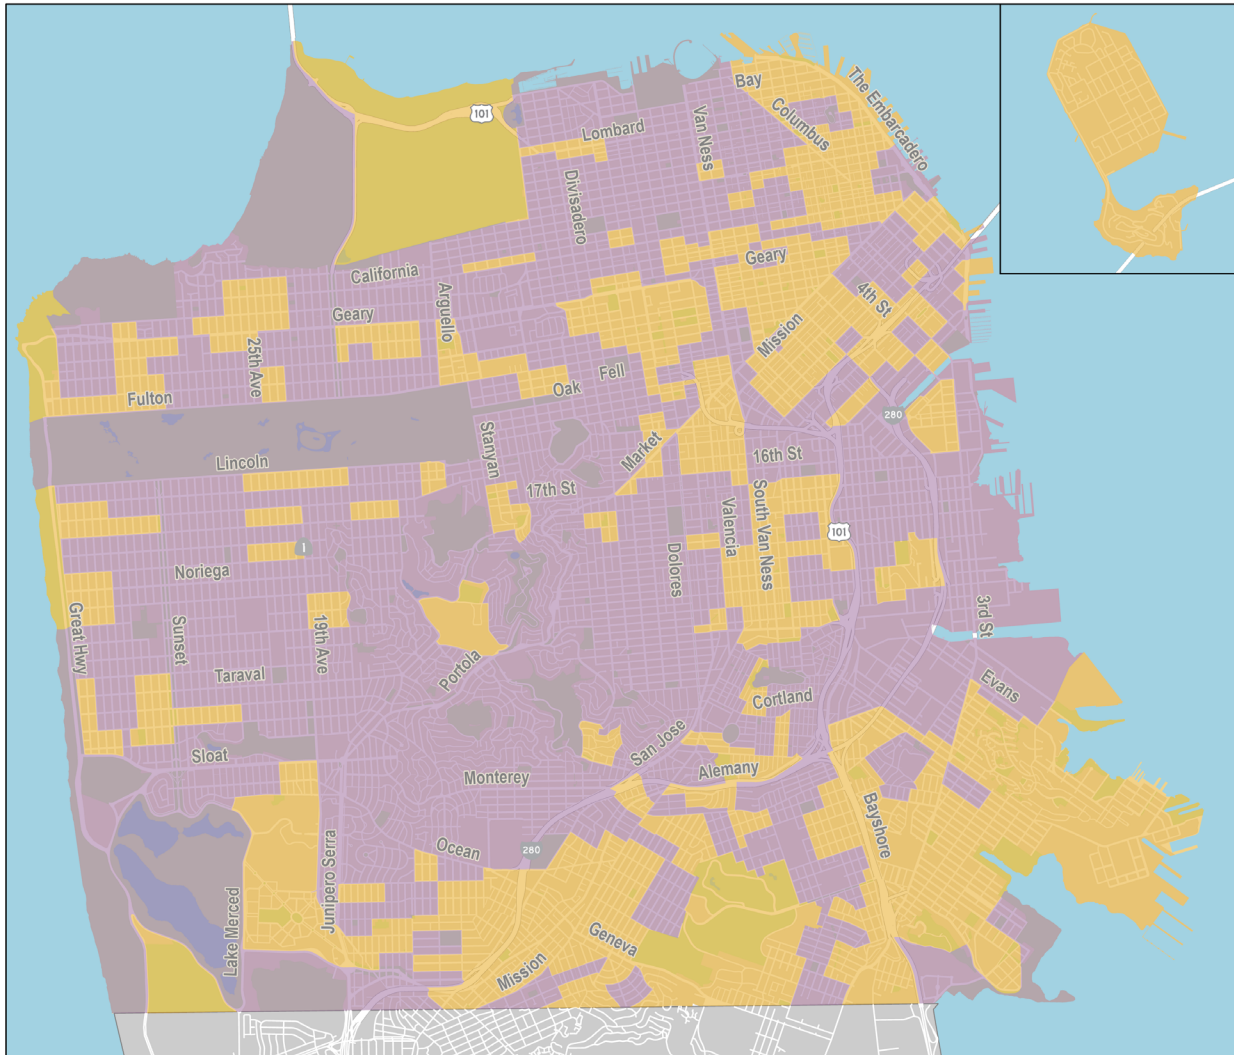 101
Bay
The Embarcadero
Columbus
Lombard
Van Ness
Divisadero
California
Geary
Geary
Arguello
4th St
Mission
25th Ave
Fell
Oak
Fulton
280
Market
Stanyan
16th St
Lincoln
17th St
Valencia
South Van Ness
101
1
Dolores
Noriega
Great Hwy
Sunset
19th Ave
3rd St
Taraval
Portola
Evans
Cortland
San Jose
Sloat
Monterey
Alemany
Bayshore
Ocean
280
Junipero Serra
Lake Merced
Geneva
Mission